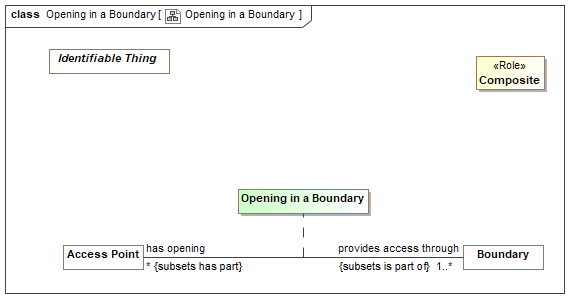 class Opening in a Boundary [ Opening in a Boundary ]
Identifiable Thing
«Role»
Composite
Opening in a Boundary
Access Point
has opening
* {subsets has part}
provides access through
{subsets is part of} 1..*
Boundary